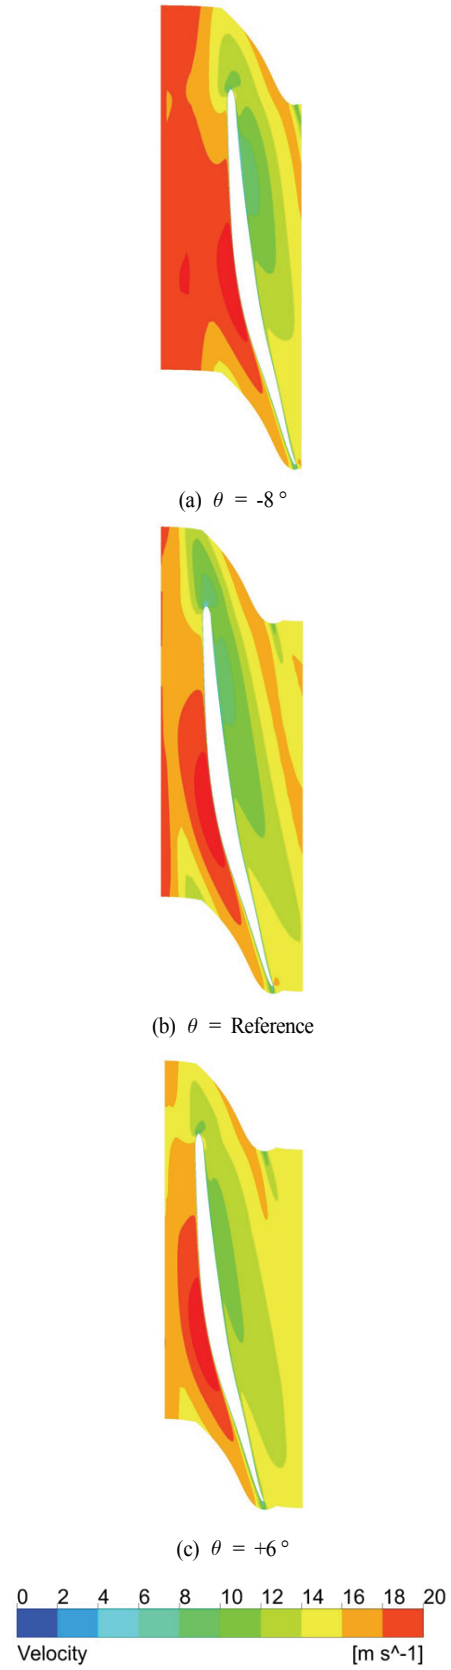 (a) θ = -8 °
(b) θ = Reference
(c) θ = +6 °
0 2 4 6 8 10 12 14 16 18 20
Velocity [m s^-1]